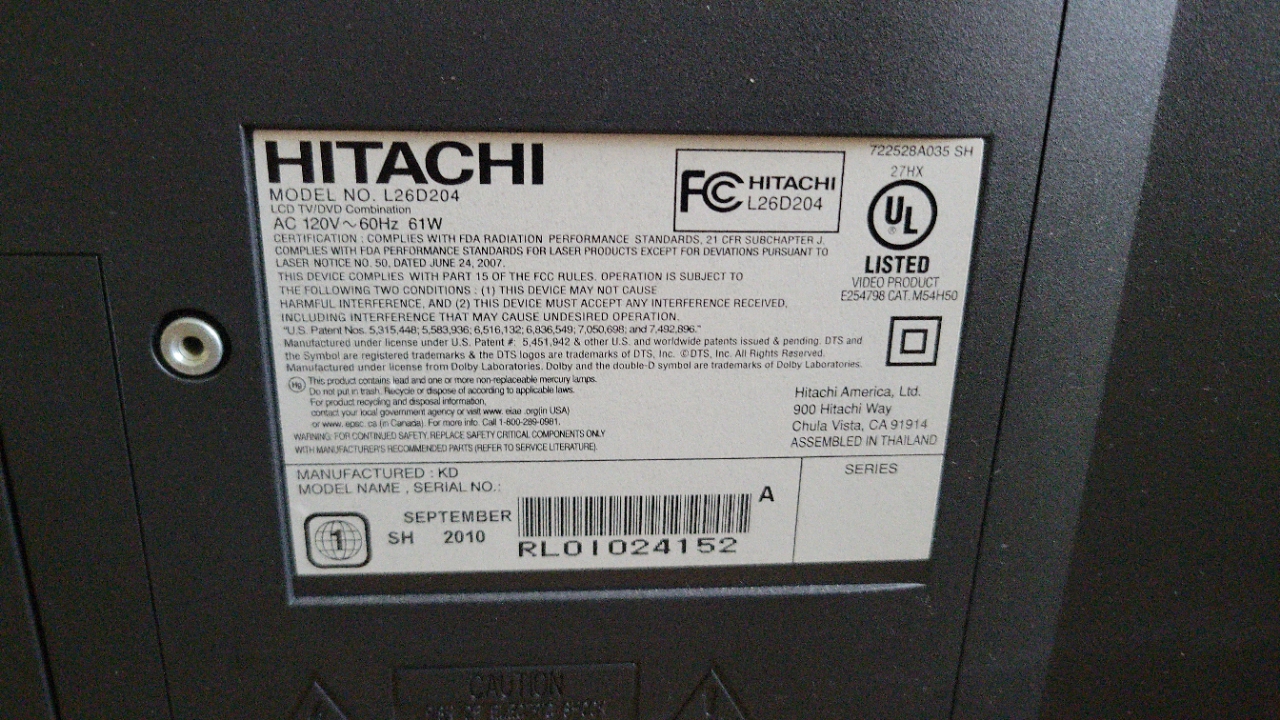 HITACHI
MODEL NO. L26D204
LCD TV/DVD Combination
AC 120V～60Hz 61W
FC HITACHI
L26D204
722528A035 SH
27HX
UL
®
LISTED
VIDEO PRODUCT
E254798 CAT. M54H50
CERTIFICATION : COMPLIES WITH FDA RADIATION PERFORMANCE STANDARDS, 21 CFR SUBCHAPTER J.
COMPLIES WITH FDA PERFORMANCE STANDARDS FOR LASER PRODUCTS EXCEPT FOR DEVIATIONS PURSUANT TO
LASER NOTICE NO. 50, DATED JUNE 24, 2007.
THIS DEVICE COMPLIES WITH PART 15 OF THE FCC RULES. OPERATION IS SUBJECT TO
THE FOLLOWING TWO CONDITIONS : (1) THIS DEVICE MAY NOT CAUSE
HARMFUL INTERFERENCE, AND (2) THIS DEVICE MUST ACCEPT ANY INTERFERENCE RECEIVED,
INCLUDING INTERFERENCE THAT MAY CAUSE UNDESIRED OPERATION.
"U.S. Patent Nos. 5,315,448; 5,583,936; 6,516,132; 6,836,549; 7,050,698; and 7,492,896."
Manufactured under license under U.S. Patent #: 5,451,942 & other U.S. and worldwide patents issued & pending. DTS and
the Symbol are registered trademarks & the DTS logos are trademarks of DTS, Inc. ©DTS, Inc. All Rights Reserved.
Manufactured under license from Dolby Laboratories. Dolby and the double-D symbol are trademarks of Dolby Laboratories.
Hg This product contains lead and one or more non-replaceable mercury lamps.
Do not put in trash. Recycle or dispose of according to applicable laws.
For product recycling and disposal information,
contact your local government agency or visit www. eiae .org(in USA)
or www. epsc. ca (in Canada). For more info. Call 1-800-289-0981.
WARNING: FOR CONTINUED SAFETY, REPLACE SAFETY CRITICAL COMPONENTS ONLY
WITH MANUFACTURER'S RECOMMENDED PARTS (REFER TO SERVICE LITERATURE).
Hitachi America, Ltd.
900 Hitachi Way
Chula Vista, CA 91914
ASSEMBLED IN THAILAND
MANUFACTURED : KD
MODEL NAME , SERIAL NO.:
SERIES
1
SEPTEMBER
SH 2010
A
RL01024152
CAUTION
RISK OF ELECTRIC SHOCK